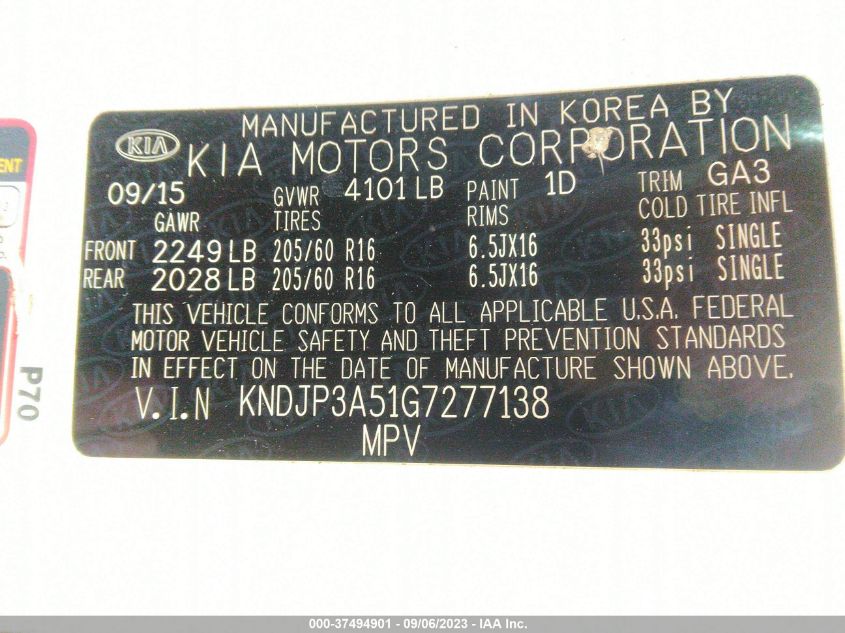 MANUFACTURED IN KOREA BY
KIA KIA MOTORS CORPORATION
09/15 GVWR 4101 LB PAINT 1D TRIM GA3
GAWR TIRES RIMS COLD TIRE INFL
FRONT 2249 LB 205/60 R16 6.5JX16 33psi SINGLE
REAR 2028 LB 205/60 R16 6.5JX16 33psi SINGLE
THIS VEHICLE CONFORMS TO ALL APPLICABLE U.S.A. FEDERAL
MOTOR VEHICLE SAFETY AND THEFT PREVENTION STANDARDS
IN EFFECT ON THE DATE OF MANUFACTURE SHOWN ABOVE.
V.I.N KNDJP3A51G7277138
MPV
P70
000-37494901 - 09/06/2023 - IAA Inc.